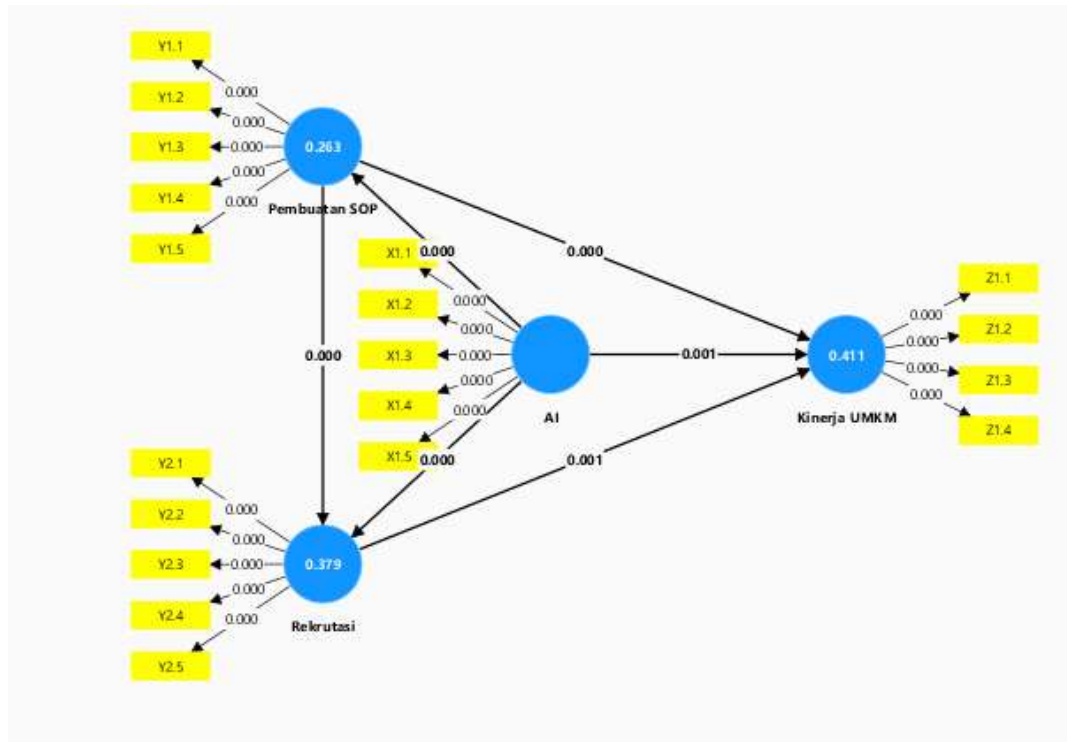 Y1.1
0.000
Y1.2
0.000
Y1.3
0.000
0.263
Y1.4
0.000
Y1.5
0.000
Pembuatan SOP
0.000
X1.1
0.000
0.000
X1.2
0.000
X1.3
0.000
X1.4
0.000
X1.5
0.000
0.000
AI
0.000
0.001
0.001
0.411
Kinerja UMKM
Z1.1
0.000
Z1.2
0.000
Z1.3
0.000
Z1.4
0.000
Y2.1
0.000
Y2.2
0.000
Y2.3
0.000
0.379
Y2.4
0.000
Y2.5
0.000
Rekrutasi